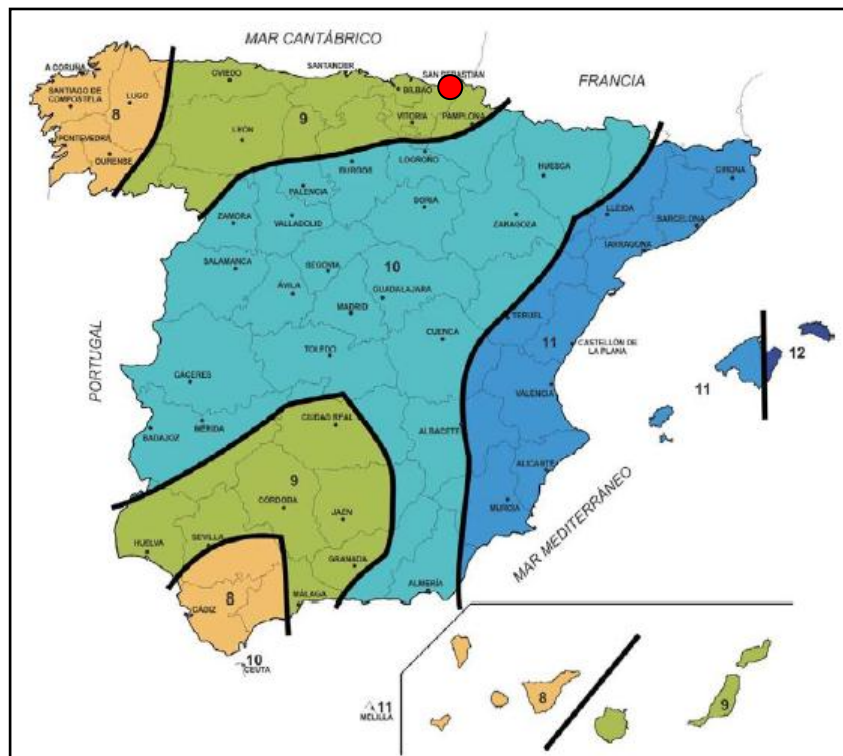 MAR CANTÁBRICO
FRANCIA
A CORUÑA
OVIEDO
SANTANDER
SAN SEBASTIÁN
SANTIAGO DE
COMPOSTELA
LUGO
8
BILBAO
PONTEVEDRA
OURENSE
LEÓN
9
VITORIA
PAMPLONA
BURGOS
LOGROÑO
HUESCA
GIRONA
PALENCIA
ZAMORA
VALLADOLID
SORIA
ZARAGOZA
LLEIDA
BARCELONA
TARRAGONA
SALAMANCA
SEGOVIA
10
ÁVILA
GUADALAJARA
MADRID
TERUEL
CUENCA
TOLEDO
11
CASTELLÓN DE
LA PLANA
12
11
PORTUGAL
CÁCERES
VALENCIA
BADAJOZ
MÉRIDA
CIUDAD REAL
ALBACETE
ALICANTE
MURCIA
MAR MEDITERRÁNEO
9
CÓRDOBA
JAÉN
HUELVA
SEVILLA
GRANADA
ALMERÍA
MÁLAGA
8
CÁDIZ
10
CEUTA
11
MELILLA
8
9